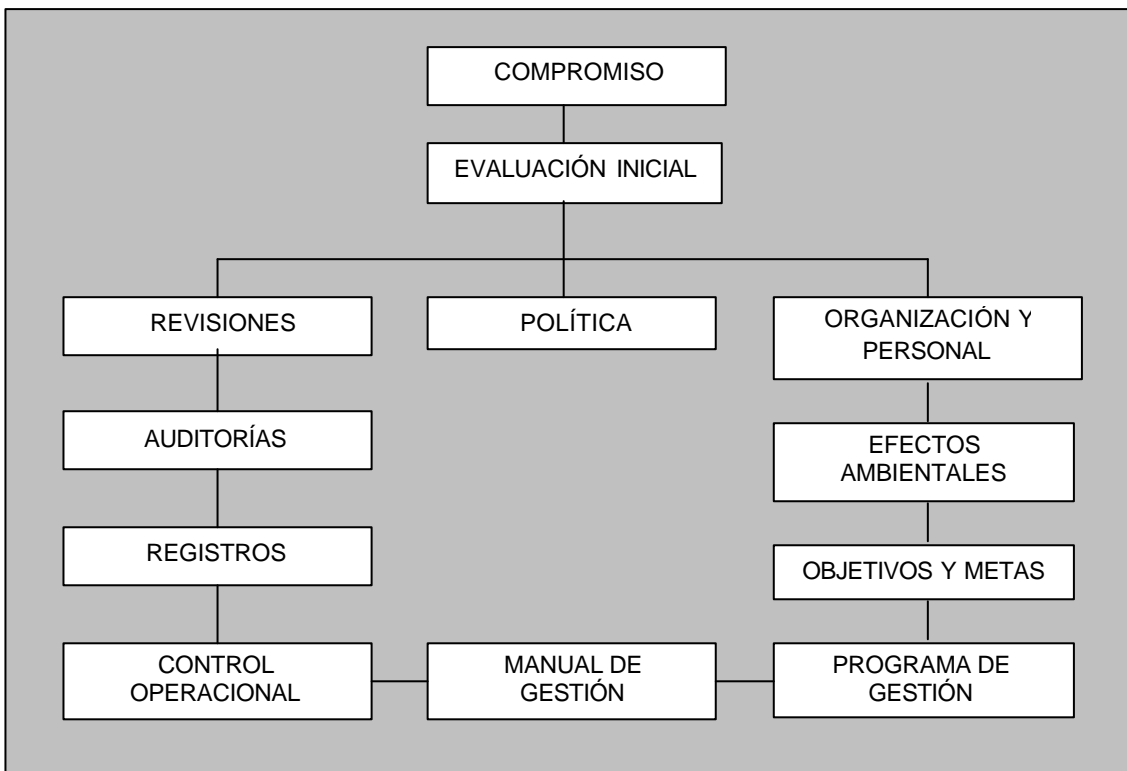 COMPROMISO
EVALUACIÓN INICIAL
REVISIONES
POLÍTICA
ORGANIZACIÓN Y
PERSONAL
AUDITORÍAS
EFECTOS
AMBIENTALES
REGISTROS
OBJETIVOS Y METAS
CONTROL
OPERACIONAL
MANUAL DE
GESTIÓN
PROGRAMA DE
GESTIÓN